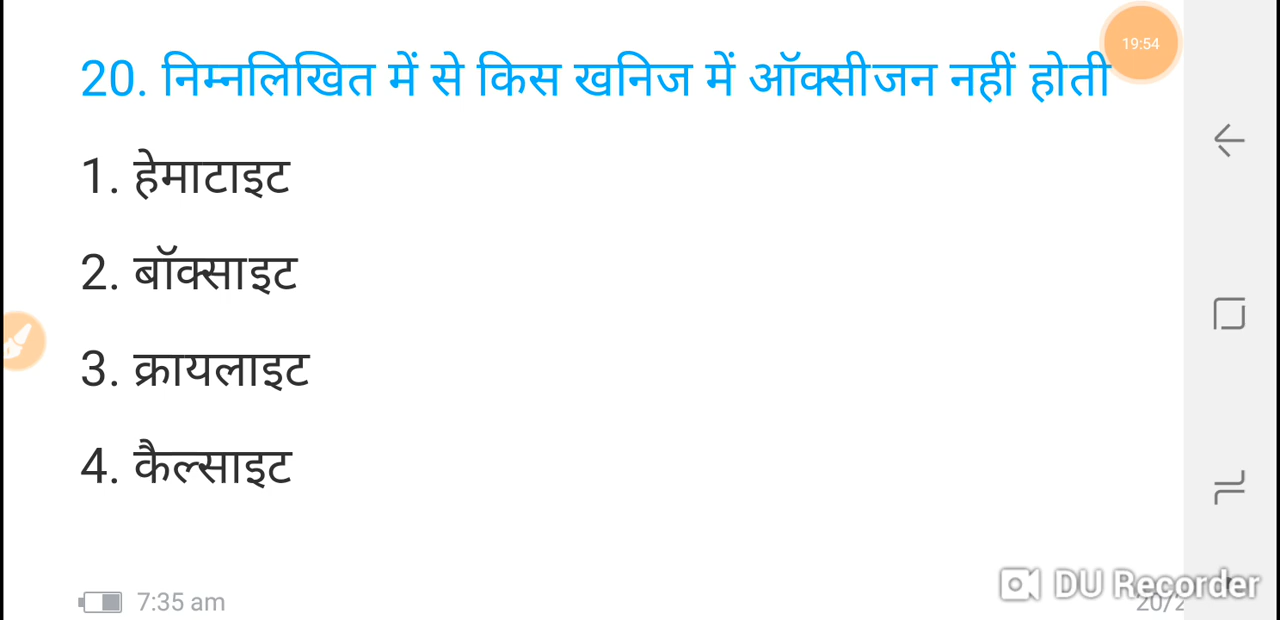 19:54
20. निम्नलिखित में से किस खनिज में ऑक्सीजन नहीं होती
1. हेमाटाइट
2. बॉक्साइट
3. क्रायलाइट
4. कैल्साइट
DU Recorder
7:35 am